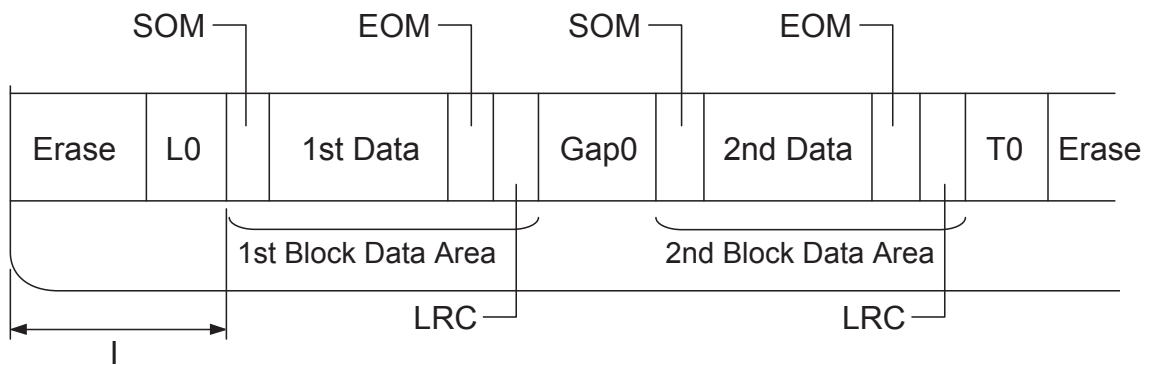 SOM EOM SOM EOM
Erase L0 1st Data Gap0 2nd Data T0 Erase
1st Block Data Area 2nd Block Data Area
LRC LRC
l